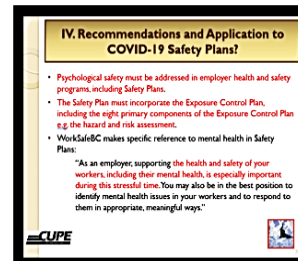 IV. Recommendations and Application to
COVID-19 Safety Plans?
• Psychological safety must be addressed in employer health and safety
programs, including Safety Plans.
• The Safety Plan must incorporate the Exposure Control Plan,
including the eight primary components of the Exposure Control Plan
e.g. the hazard and risk assessment.
• WorkSafeBC makes specific reference to mental health in Safety
Plans:
"As an employer, supporting the health and safety of your
workers, including their mental health, is especially important
during this stressful time. You may also be in the best position to
identify mental health issues in your workers and to respond to
them in appropriate, meaningful ways."
CUPE